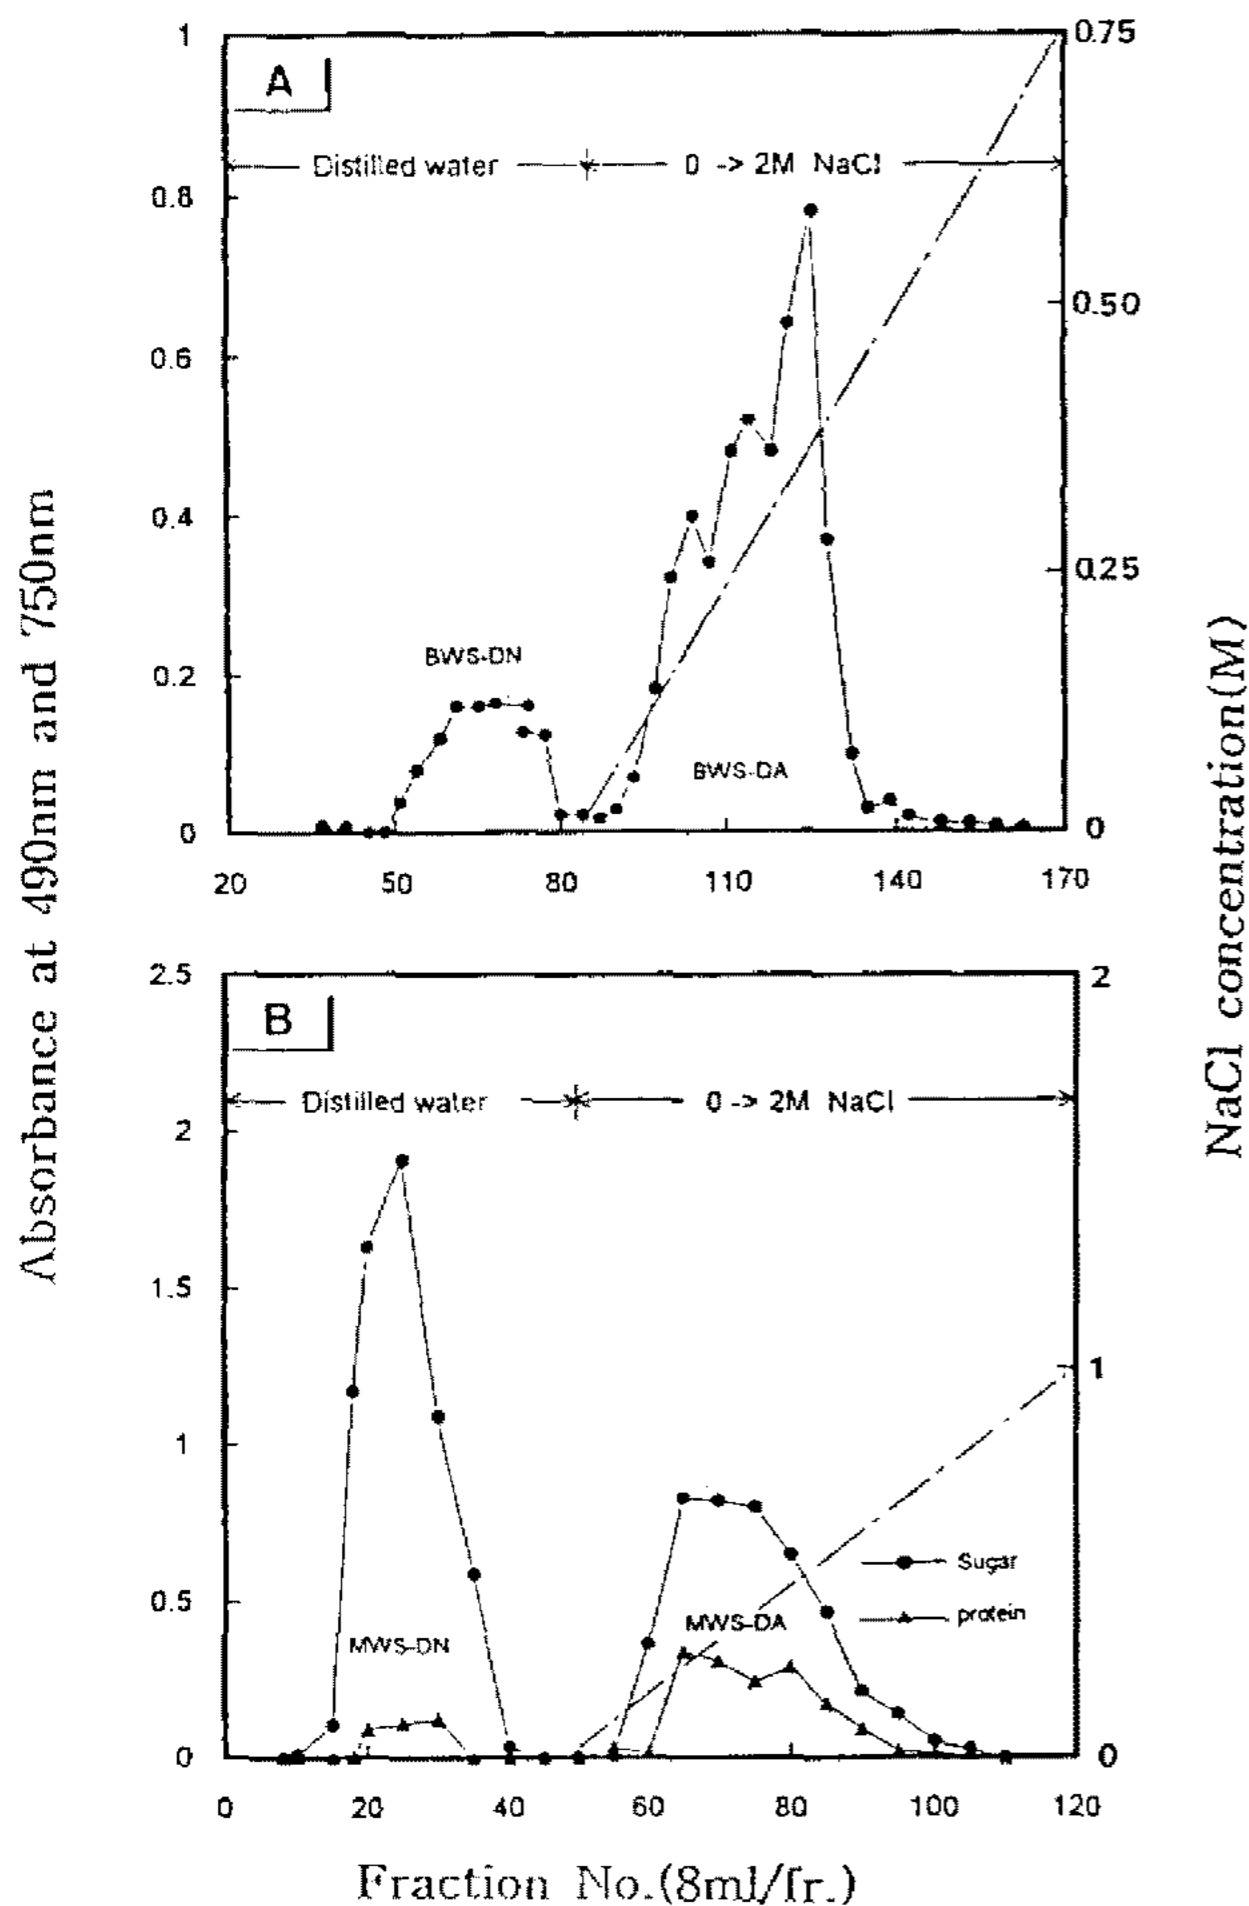 Absorbance at 490nm and 750nm
NaCl concentration(M)
A
Distilled water
0 -> 2M NaCl
1
0.8
0.6
0.4
0.2
0
0.75
0.50
0.25
0
BWS-DN
BWS-DA
20 50 80 110 140 170
B
Distilled water
0 -> 2M NaCl
2.5
2
1.5
1
0.5
0
2
1
0
MWS-DN
MWS-DA
Sugar
protein
0 20 40 60 80 100 120
Fraction No.(8ml/fr.)